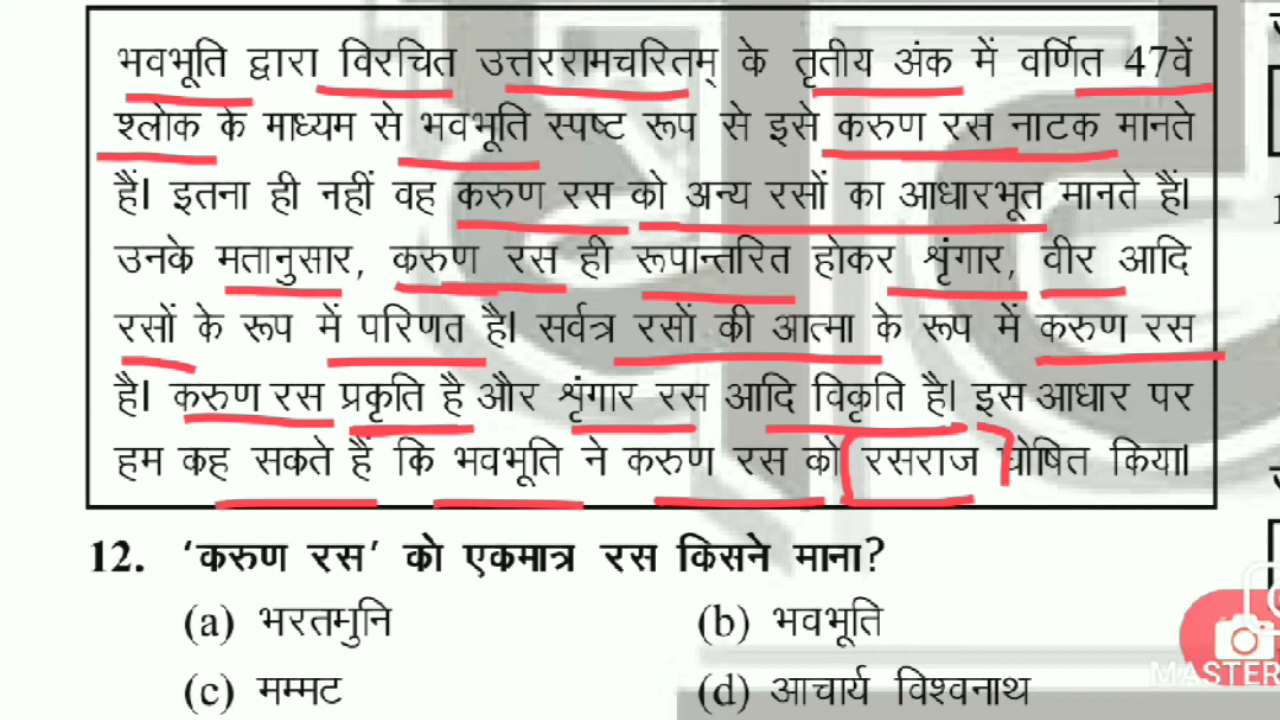 भवभूति द्वारा विरचित उत्तररामचरितम् के तृतीय अंक में वर्णित 47वें
श्लोक के माध्यम से भवभूति स्पष्ट रूप से इसे करुण रस नाटक मानते
हैं। इतना ही नहीं वह करुण रस को अन्य रसों का आधारभूत मानते हैं।
उनके मतानुसार, करुण रस ही रूपान्तरित होकर शृंगार, वीर आदि
रसों के रूप में परिणत है। सर्वत्र रसों की आत्मा के रूप में करुण रस
है। करुण रस प्रकृति है और शृंगार रस आदि विकृति है। इस आधार पर
हम कह सकते हैं कि भवभूति ने करुण रस को रसराज घोषित किया।
12. 'करुण रस' को एकमात्र रस किसने माना?
(a) भरतमुनि (b) भवभूति
(c) मम्मट (d) आचार्य विश्वनाथ
MASTER